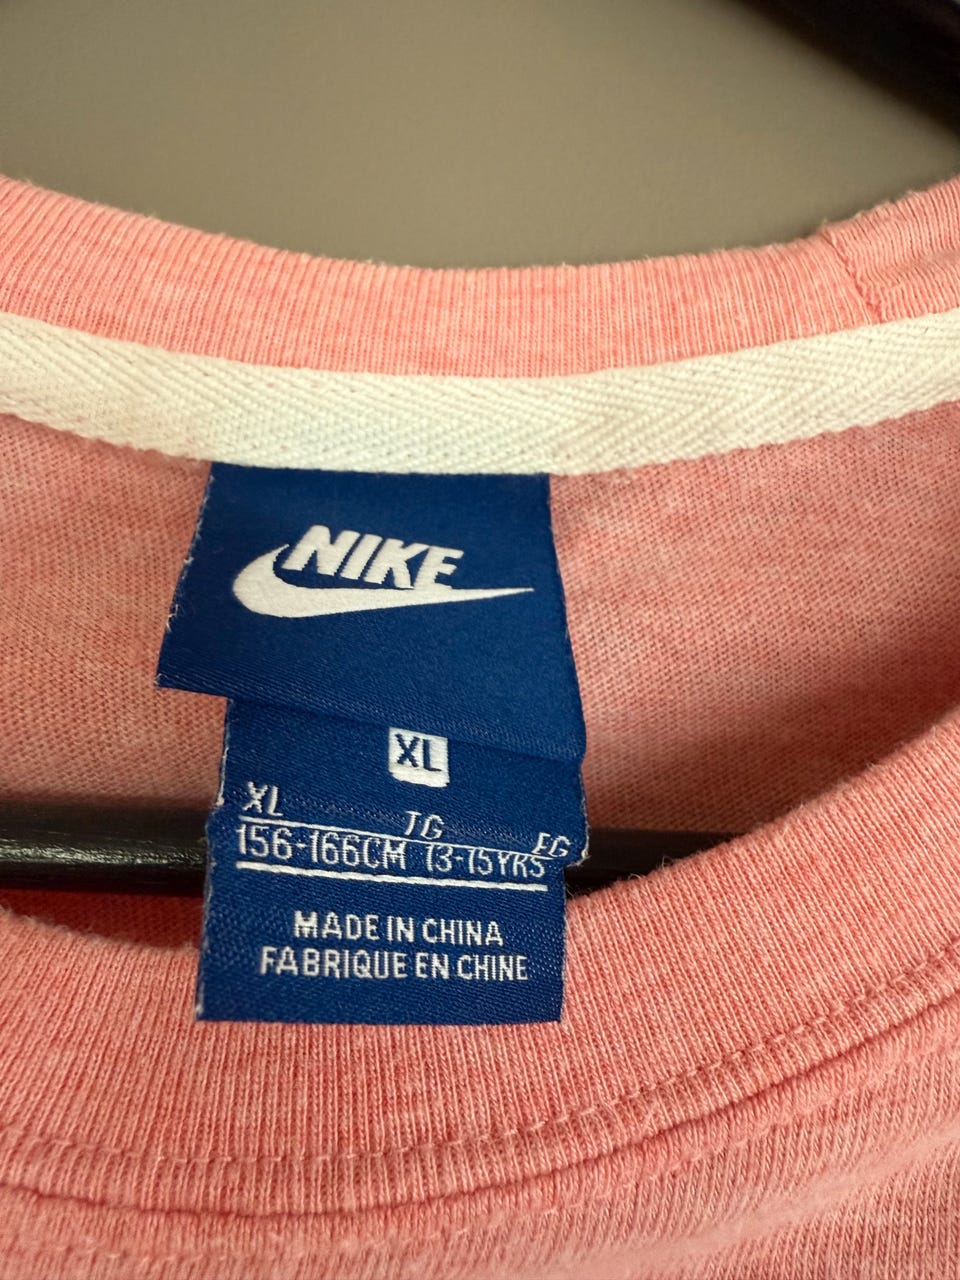 NIKE
XL
XL TG EG
156-166CM 13-15YRS
MADE IN CHINA
FABRIQUE EN CHINE